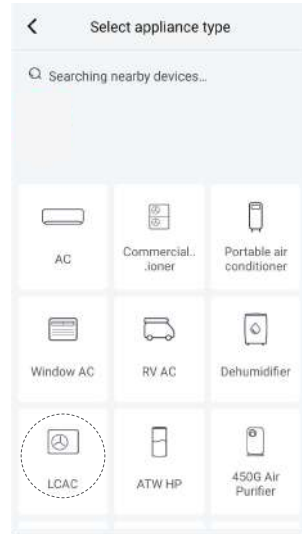 Select appliance type
Searching nearby devices...
AC
Commercial..
.ioner
Portable air
conditioner
Window AC
RV AC
Dehumidifier
LCAC
ATW HP
450G Air
Purifier